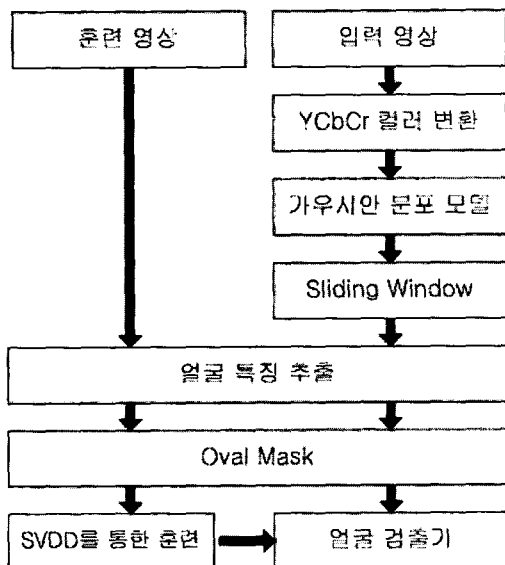 훈련 영상
입력 영상
YCbCr 컬러 변환
가우시안 분포 모델
Sliding Window
얼굴 특징 추출
Oval Mask
SVDD를 통한 훈련
얼굴 검출기